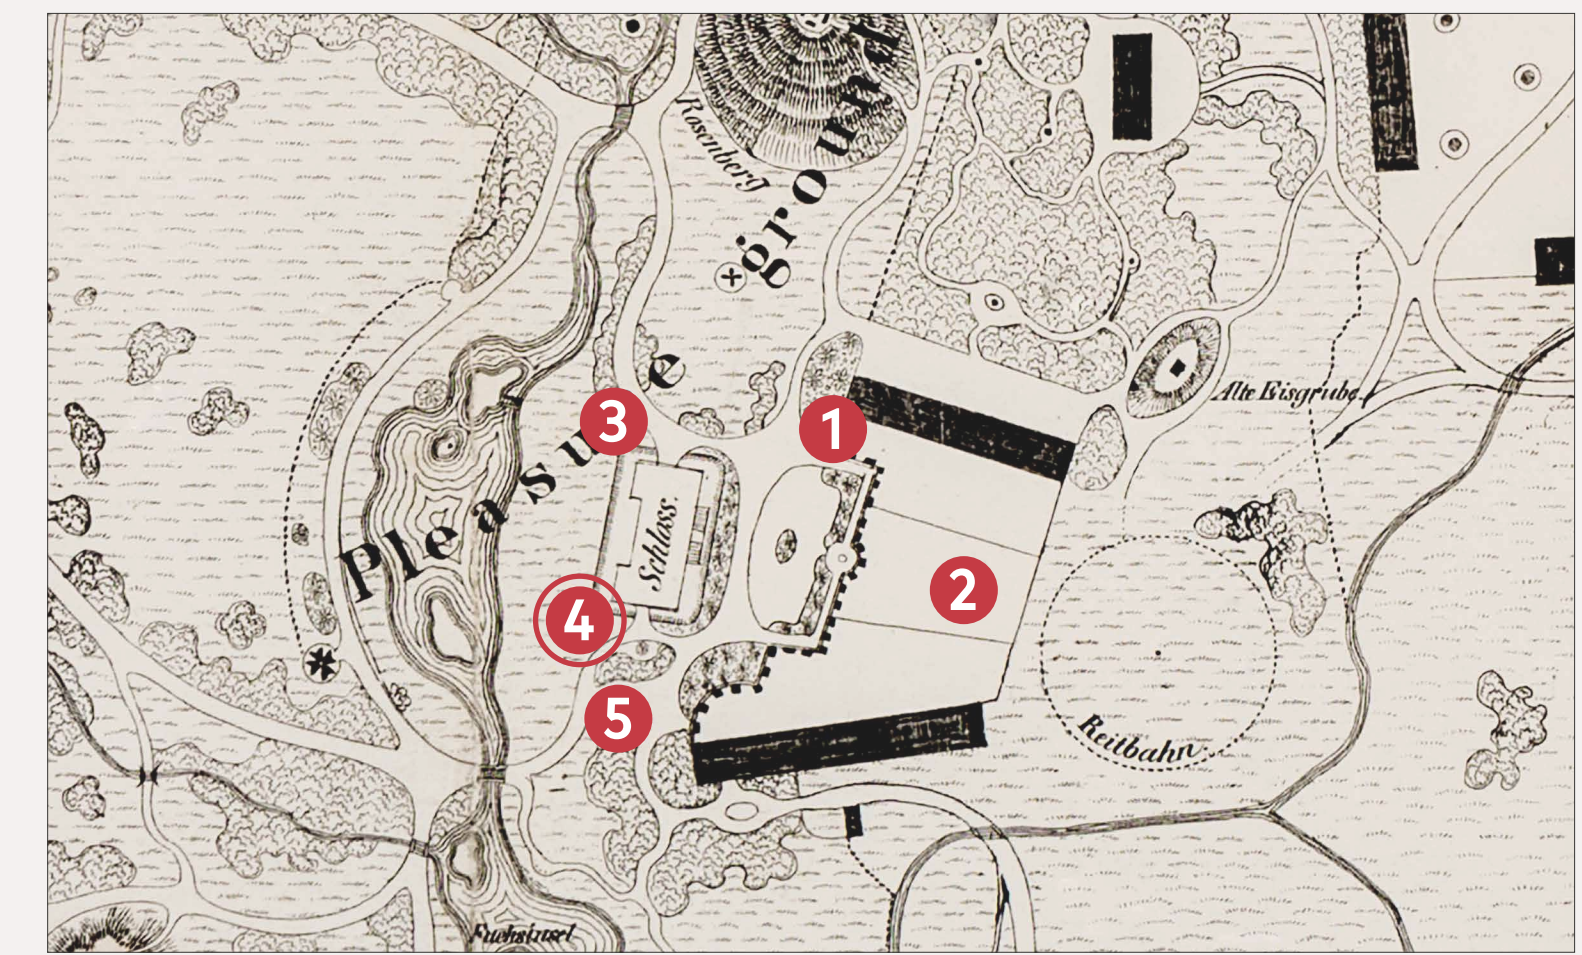 Rosenberg
Pleasure
ground
Alte Eisgrube
3
1
Schloss.
2
4
5
Reitbahn.
Fuchsinsel